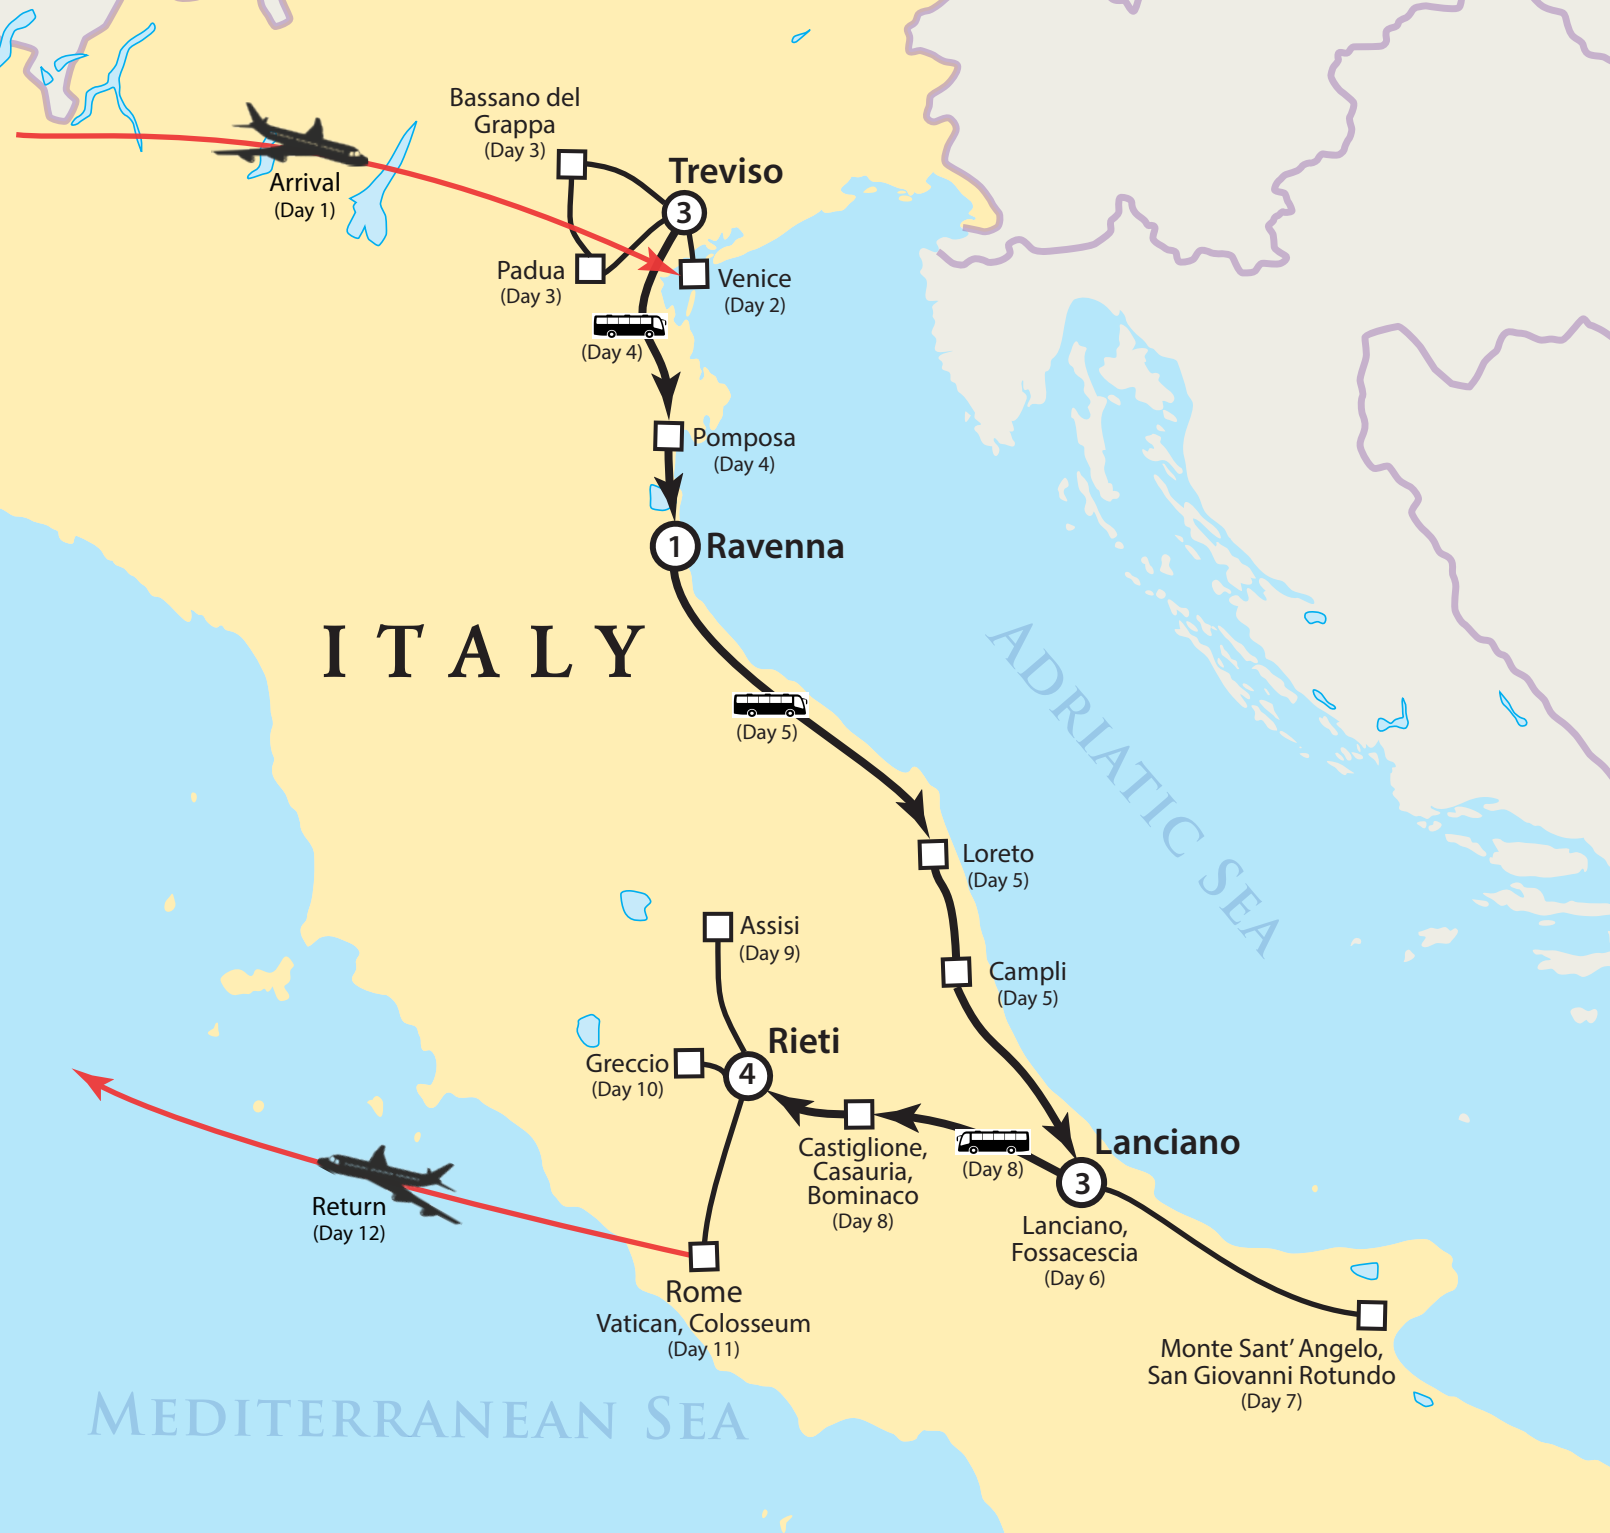 Bassano del
Grappa
(Day 3)
Treviso
3
Arrival
(Day 1)
Padua
(Day 3)
Venice
(Day 2)
(Day 4)
Pomposa
(Day 4)
1
Ravenna
ITALY
(Day 5)
ADRIATIC SEA
Loreto
(Day 5)
Assisi
(Day 9)
Campli
(Day 5)
Rieti
4
Greccio
(Day 10)
Castiglione,
Casauria,
Bominaco
(Day 8)
(Day 8)
Lanciano
3
Lanciano,
Fossacescia
(Day 6)
Return
(Day 12)
Rome
Vatican, Colosseum
(Day 11)
Monte Sant' Angelo,
San Giovanni Rotundo
(Day 7)
MEDITERRANEAN SEA